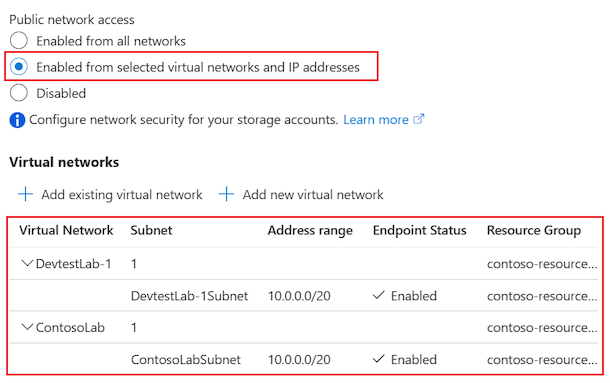 Public network access
Enabled from all networks
Enabled from selected virtual networks and IP addresses
Disabled
Configure network security for your storage accounts. Learn more
Virtual networks
Add existing virtual network Add new virtual network
Virtual Network Subnet Address range Endpoint Status Resource Group
DevtestLab-1 1 contoso-resource...
DevtestLab-1Subnet 10.0.0.0/20 Enabled contoso-resource...
ContosoLab 1 contoso-resource...
ContosoLabSubnet 10.0.0.0/20 Enabled contoso-resource...